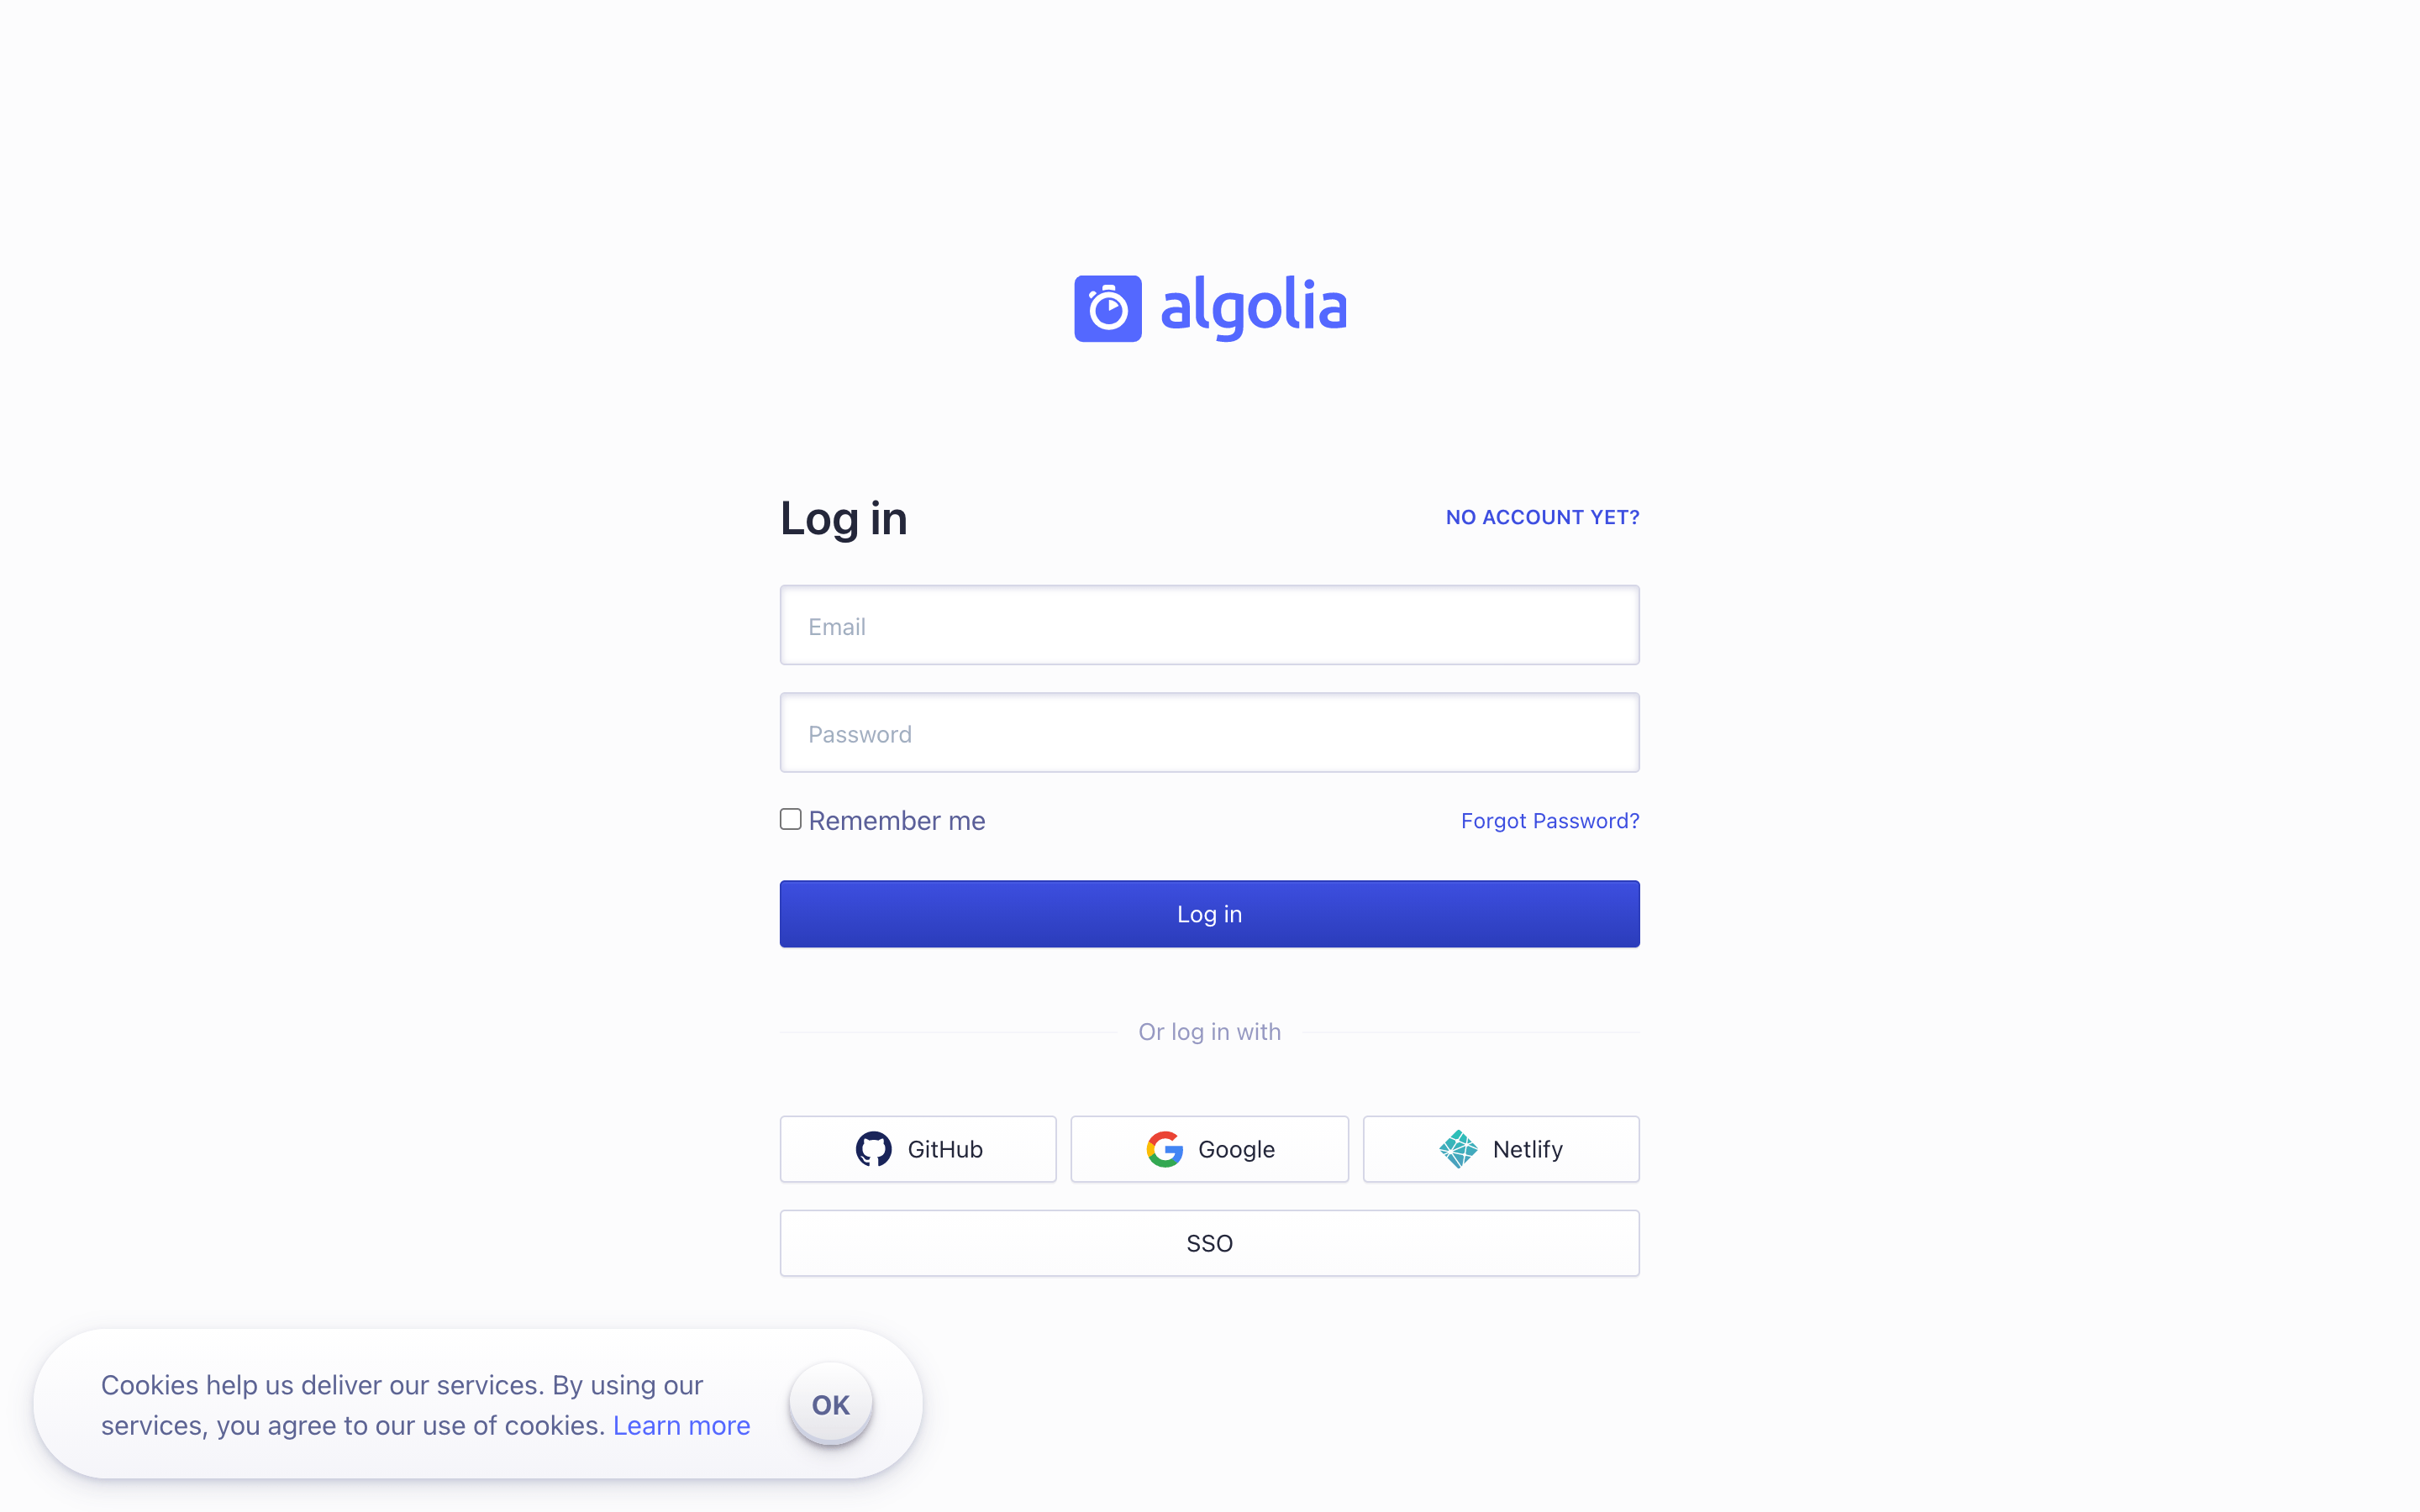 algolia
Log in
NO ACCOUNT YET?
Email
Password
Remember me
Forgot Password?
Log in
Or log in with
GitHub
Google
Netlify
SSO
Cookies help us deliver our services. By using our
services, you agree to our use of cookies. Learn more
OK